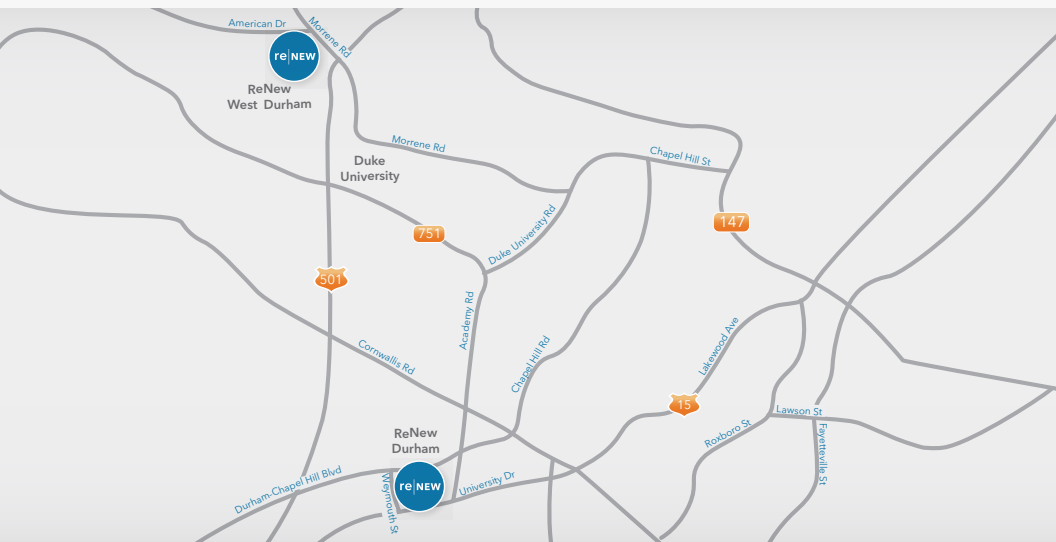 American Dr
Morrene Rd
re|NEW
ReNew
West Durham
Morrene Rd
Chapel Hill St
Duke
University
Duke University Rd
147
751
501
Academy Rd
Cornwallis Rd
Chapel Hill Rd
Lakewood Ave
15
Lawson St
Roxboro St
Fayetteville St
ReNew
Durham
re|NEW
Durham-Chapel Hill Blvd
Weymouth St
University Dr